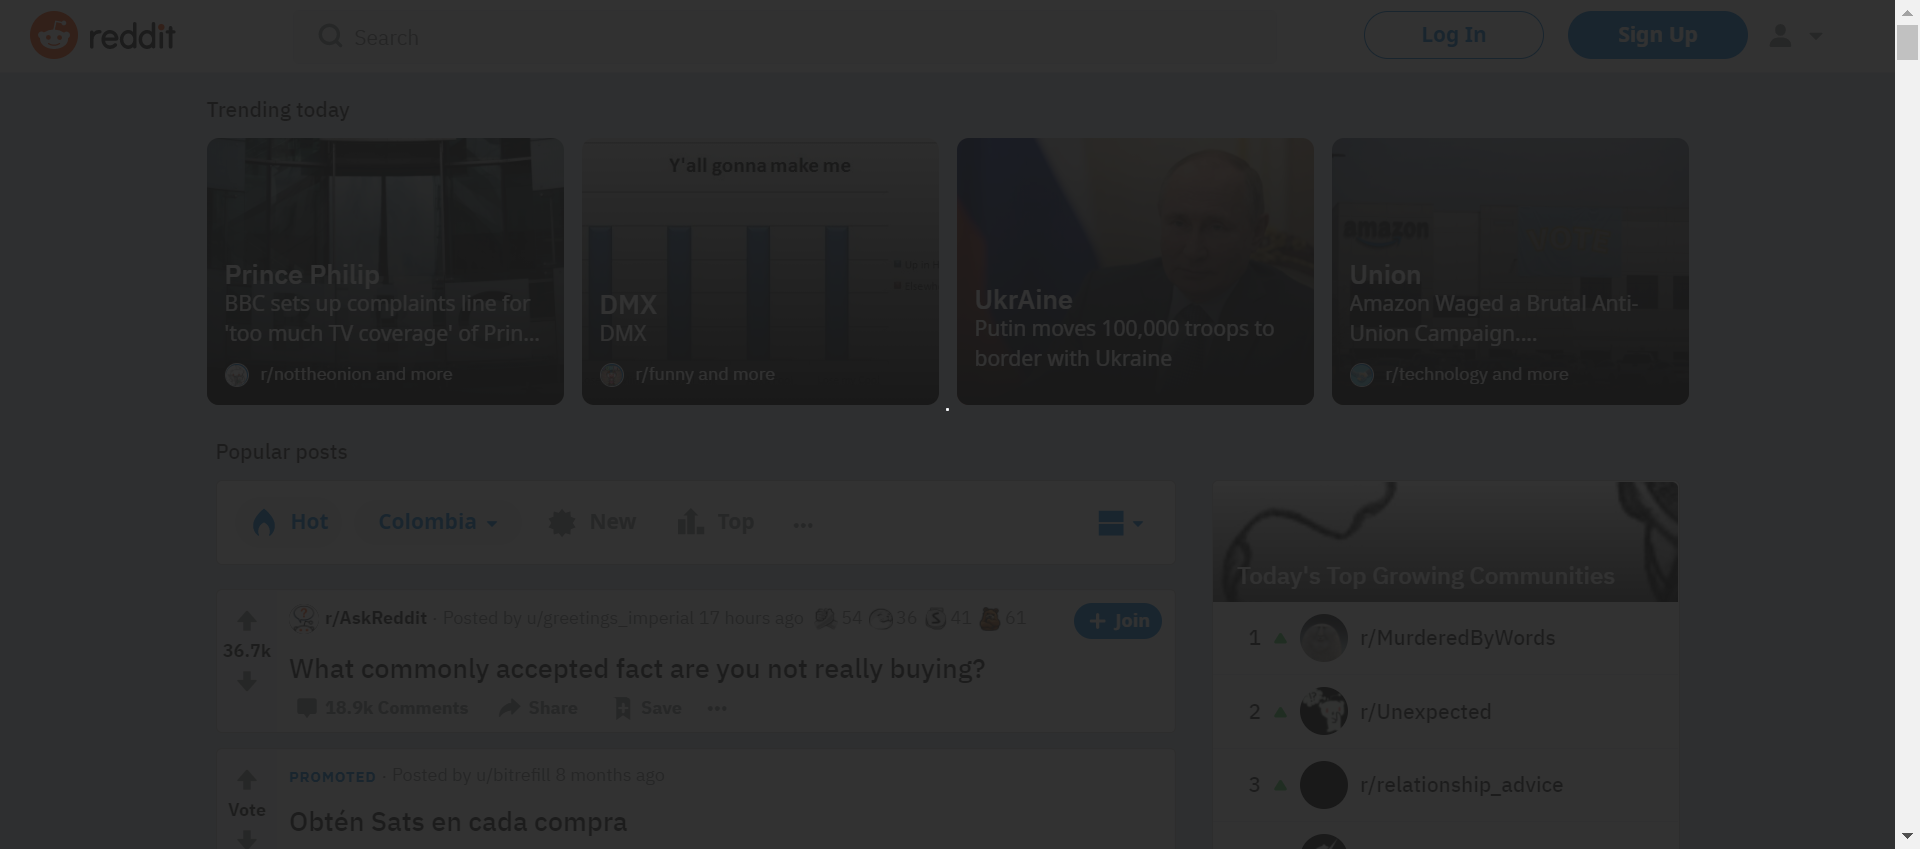 reddit
Search
Log In
Sign Up
Trending today
Y'all gonna make me
Prince Philip
BBC sets up complaints line for
'too much TV coverage' of Prin...
r/nottheonion and more
DMX
DMX
r/funny and more
UkrAine
Putin moves 100,000 troops to
border with Ukraine
amazon
Union
Amazon Waged a Brutal Anti-
Union Campaign....
r/technology and more
Popular posts
Hot
Colombia
New
Top
...
Today's Top Growing Communities
r/AskReddit · Posted by u/greetings_imperial 17 hours ago 54 36 41 61
+ Join
36.7k
What commonly accepted fact are you not really buying?
18.9k Comments
Share
Save
...
1 r/MurderedByWords
2 r/Unexpected
3 r/relationship_advice
PROMOTED · Posted by u/bitrefill 8 months ago
Vote
Obtén Sats en cada compra